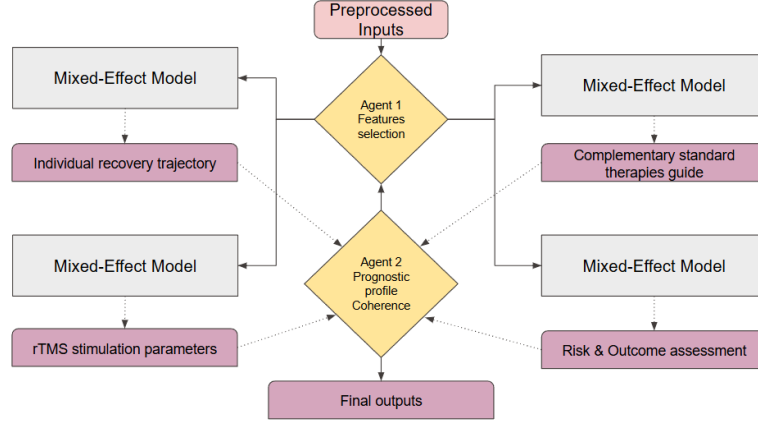 Preprocessed
Inputs
Mixed-Effect Model
Agent 1
Features
selection
Mixed-Effect Model
Individual recovery trajectory
Complementary standard
therapies guide
Mixed-Effect Model
Agent 2
Prognostic
profile
Coherence
Mixed-Effect Model
rTMS stimulation parameters
Risk & Outcome assessment
Final outputs